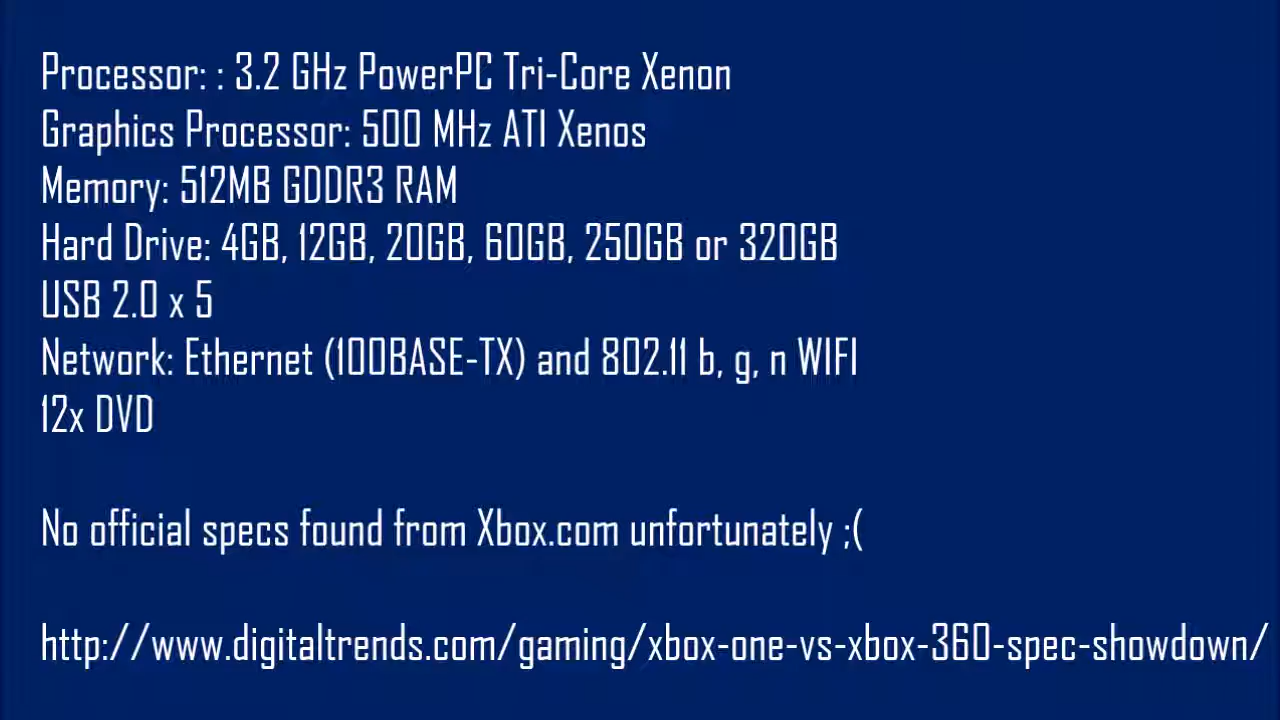 Processor: : 3.2 GHz PowerPC Tri-Core Xenon
Graphics Processor: 500 MHz ATI Xenos
Memory: 512MB GDDR3 RAM
Hard Drive: 4GB, 12GB, 20GB, 60GB, 250GB or 320GB
USB 2.0 x 5
Network: Ethernet (100BASE-TX) and 802.11 b, g, n WIFI
12x DVD
No official specs found from Xbox.com unfortunately ;(
http://www.digitaltrends.com/gaming/xbox-one-vs-xbox-360-spec-showdown/